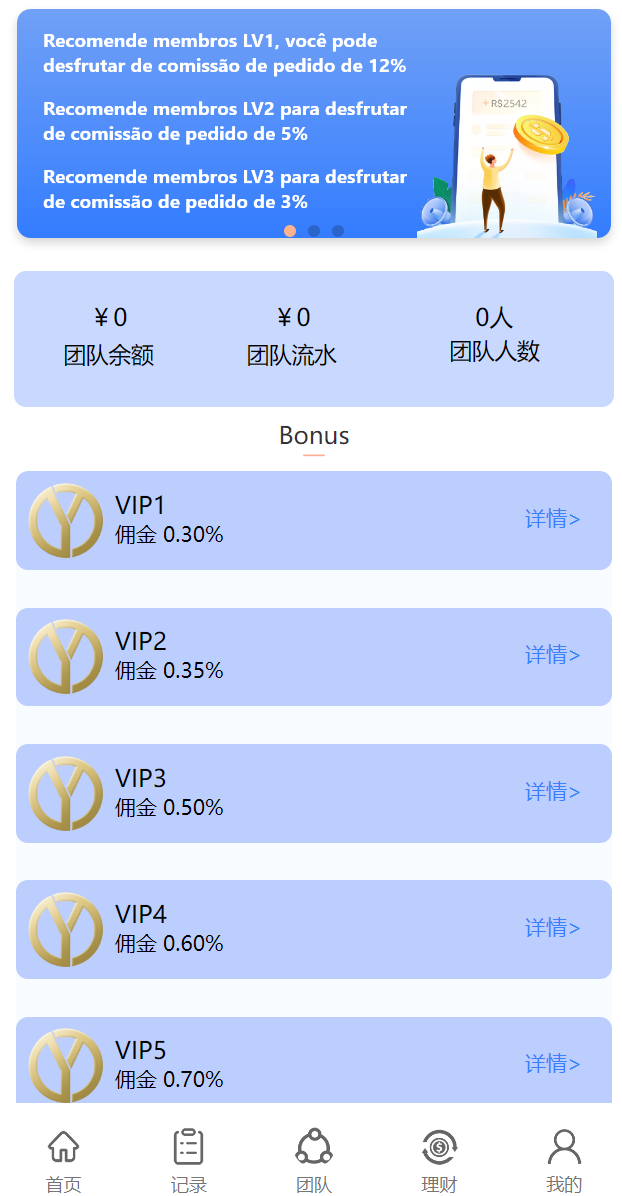 Recomende membros LV1, você pode
desfrutar de comissão de pedido de 12%
Recomende membros LV2 para desfrutar
de comissão de pedido de 5%
Recomende membros LV3 para desfrutar
de comissão de pedido de 3%
+ R$2542
¥ 0
¥ 0
0人
团队余额
团队流水
团队人数
Bonus
VIP1
佣金 0.30%
详情>
VIP2
佣金 0.35%
详情>
VIP3
佣金 0.50%
详情>
VIP4
佣金 0.60%
详情>
VIP5
佣金 0.70%
详情>
首页
记录
团队
理财
我的